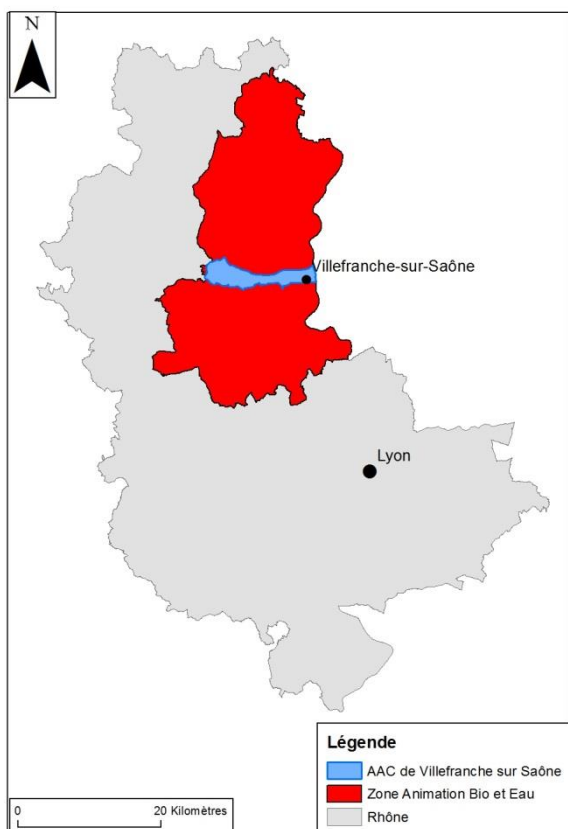 N
Villefranche-sur-Saône
Lyon
Légende
AAC de Villefranche sur Saône
Zone Animation Bio et Eau
Rhône
0 20 Kilomètres